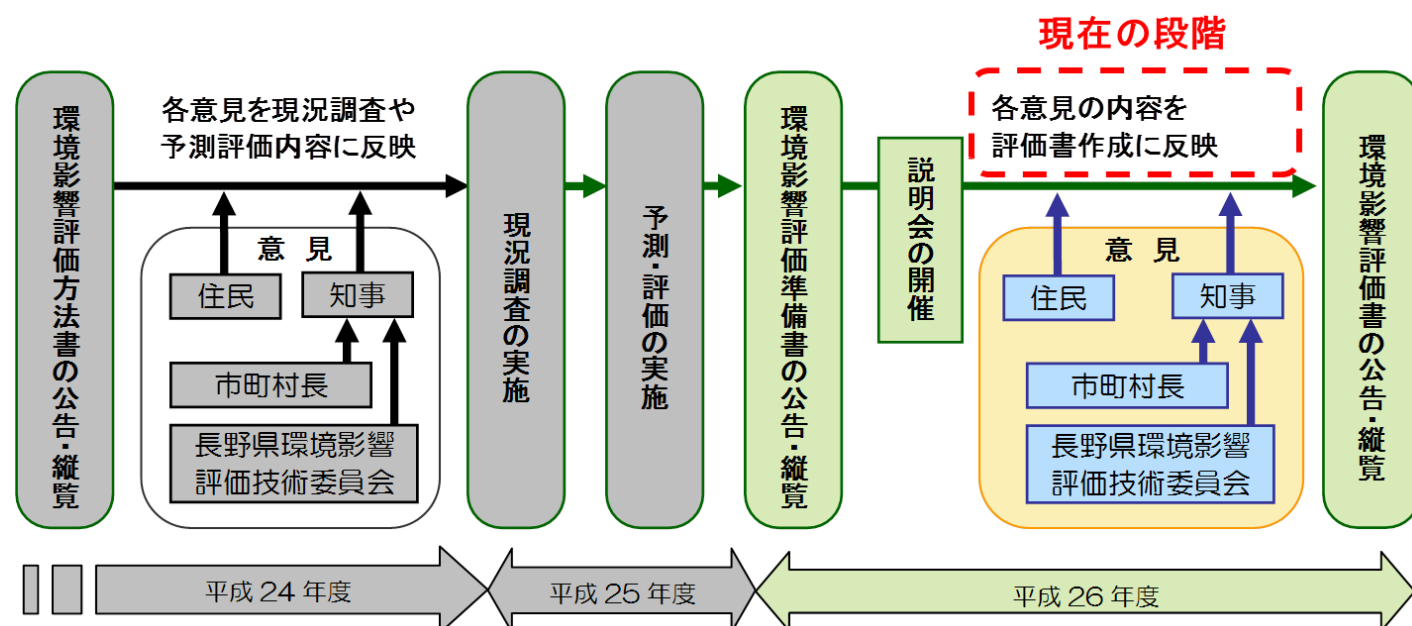 現在の段階
環境影響評価方法書の公告・縦覧
各意見を現況調査や
予測評価内容に反映
意 見
住民
知事
市町村長
長野県環境影響
評価技術委員会
現況調査の実施
予測・評価の実施
環境影響評価準備書の公告・縦覧
説明会の開催
各意見の内容を
評価書作成に反映
意 見
住民
知事
市町村長
長野県環境影響
評価技術委員会
環境影響評価書の公告・縦覧
平成 24 年度
平成 25 年度
平成 26 年度